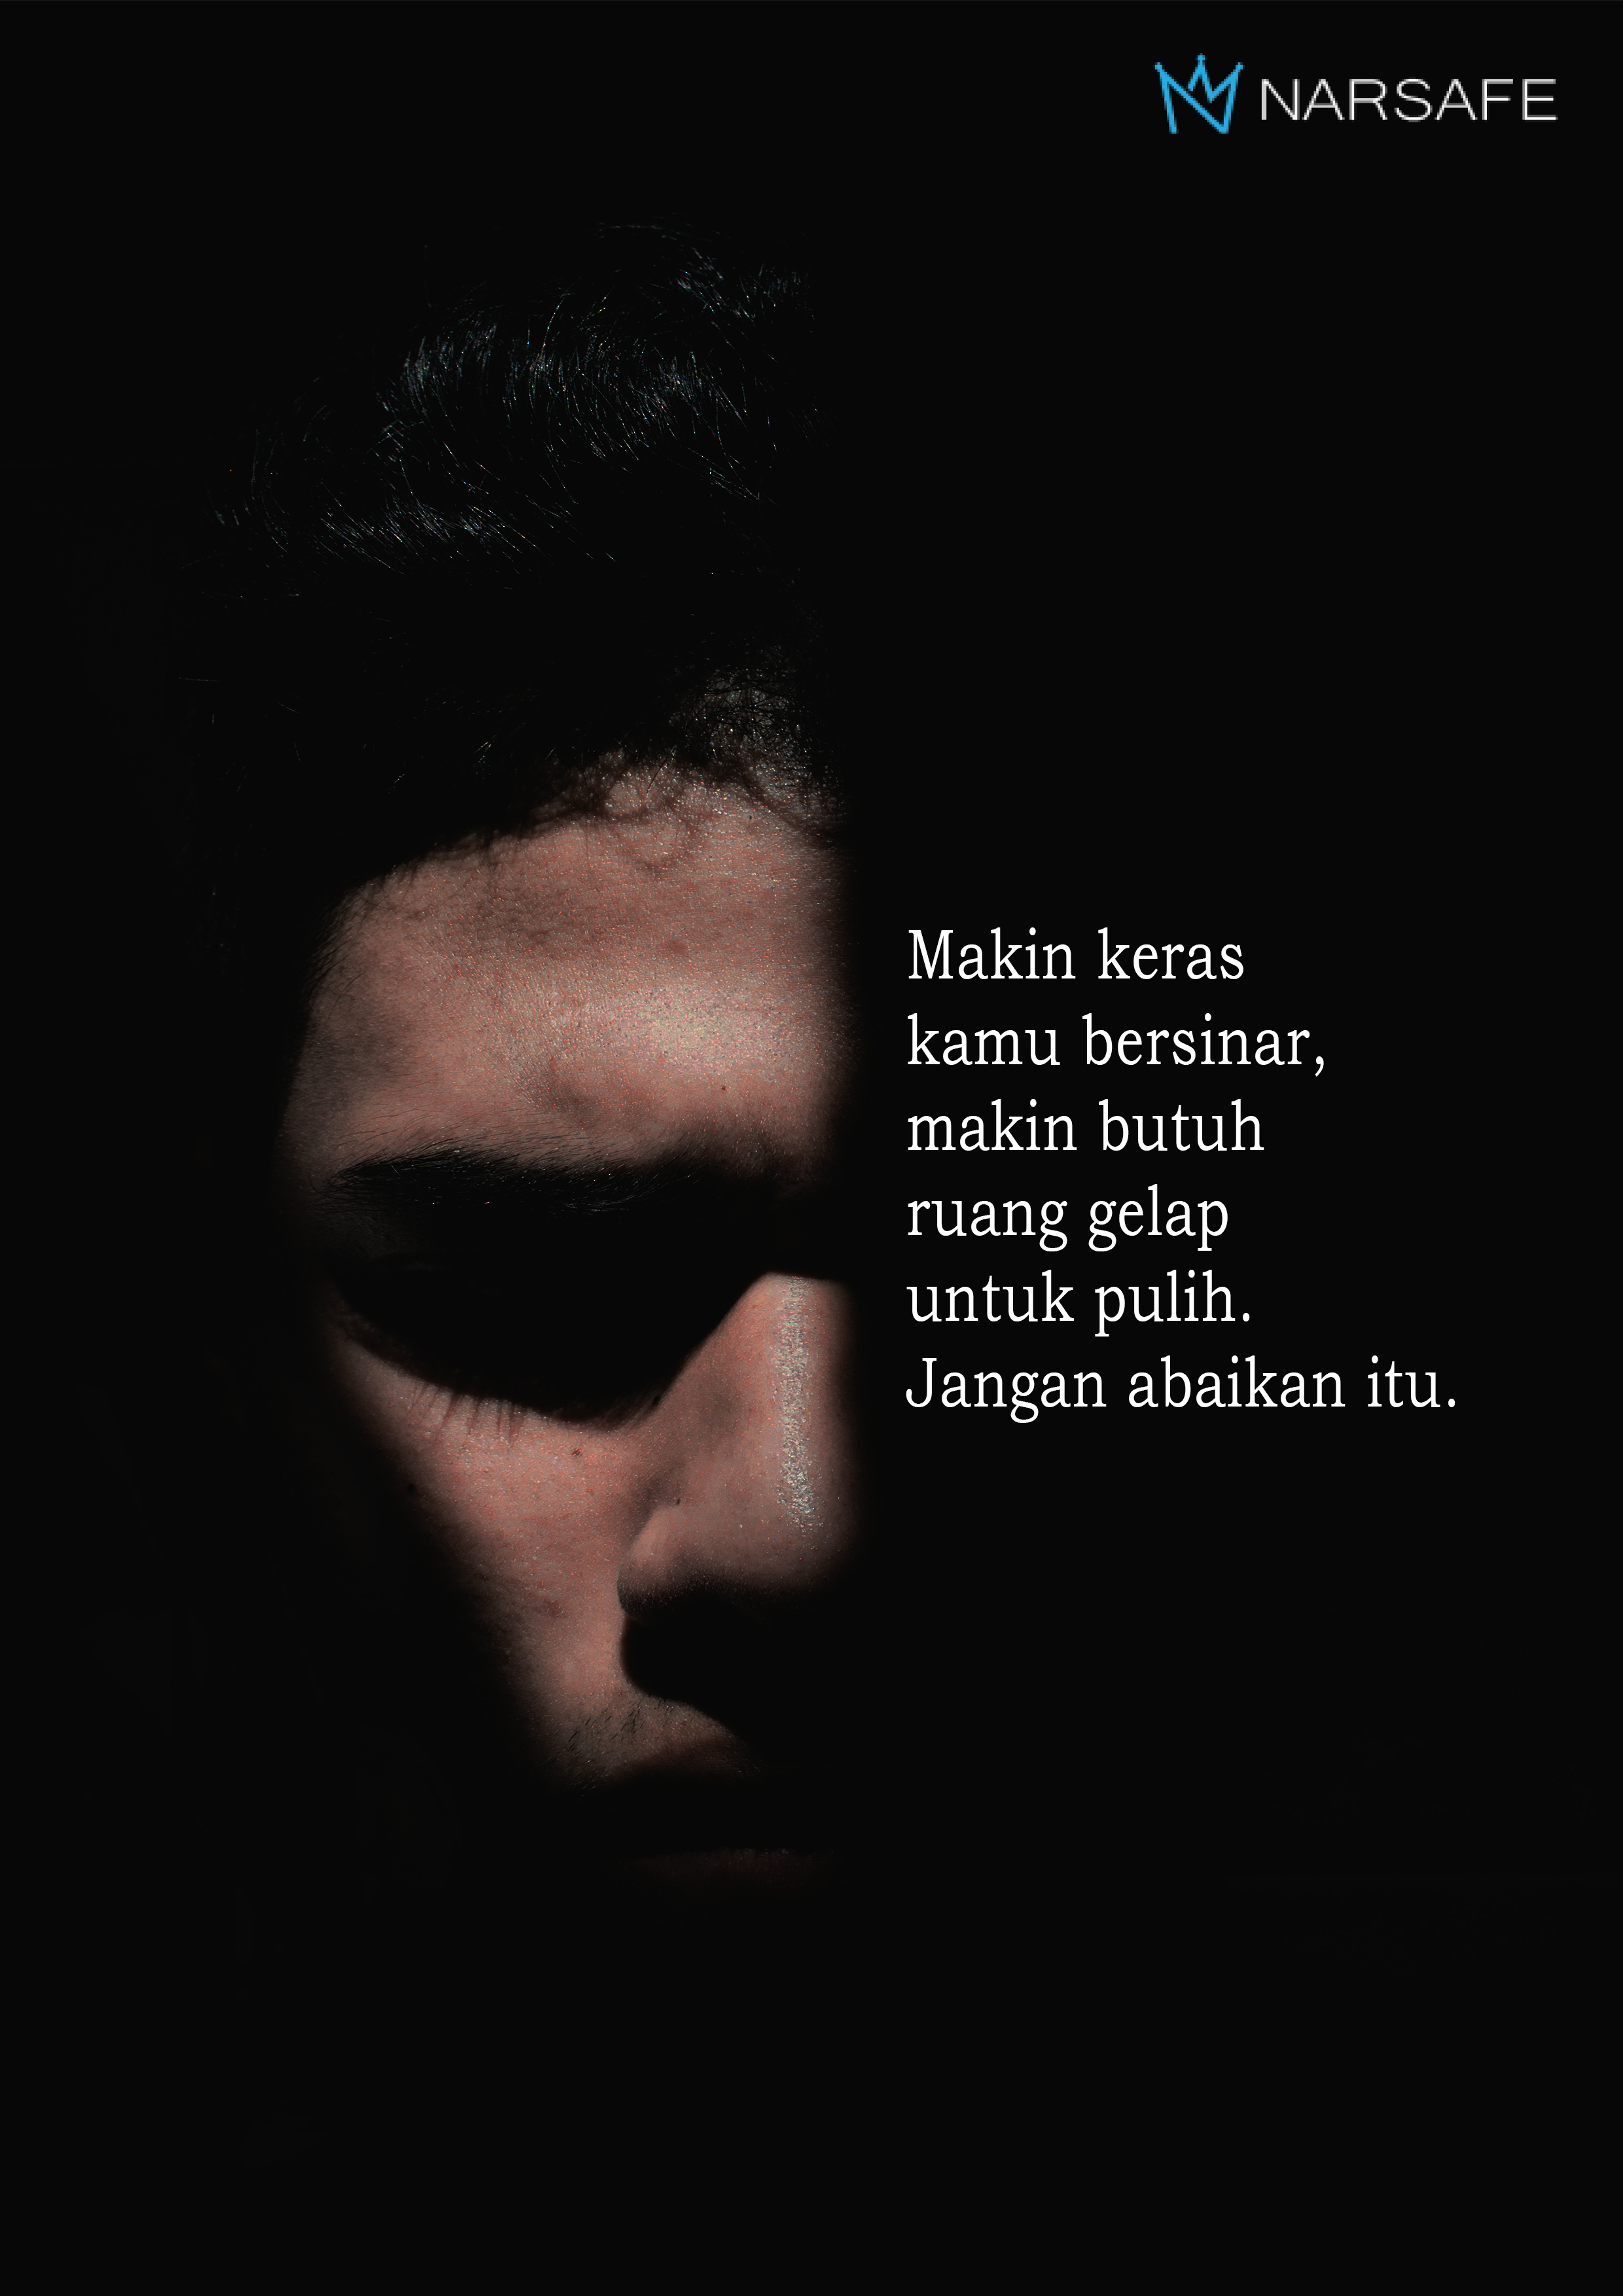 NARSAFE
Makin keras
kamu bersinar,
makin butuh
ruang gelap
untuk pulih.
Jangan abaikan itu.